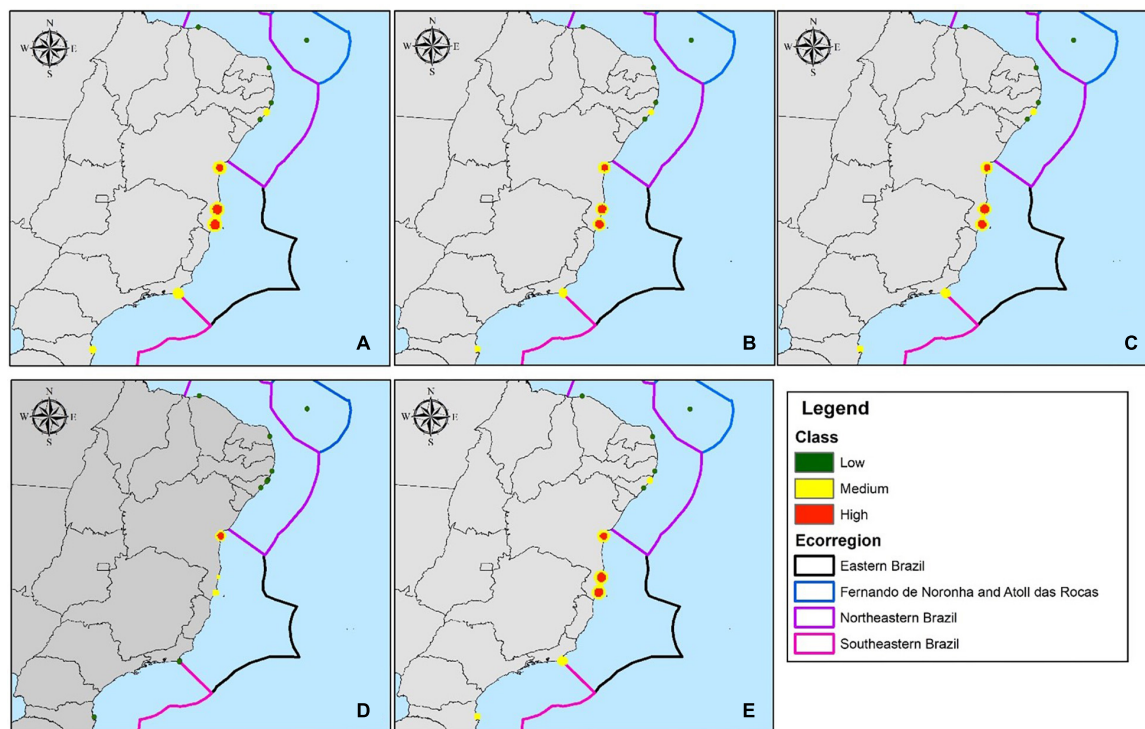 N
W E
S
A
N
W E
S
B
N
W E
S
C
N
W E
S
D
N
W E
S
E
Legend
Class
Low
Medium
High
Ecorregion
Eastern Brazil
Fernando de Noronha and Atoll das Rocas
Northeastern Brazil
Southeastern Brazil